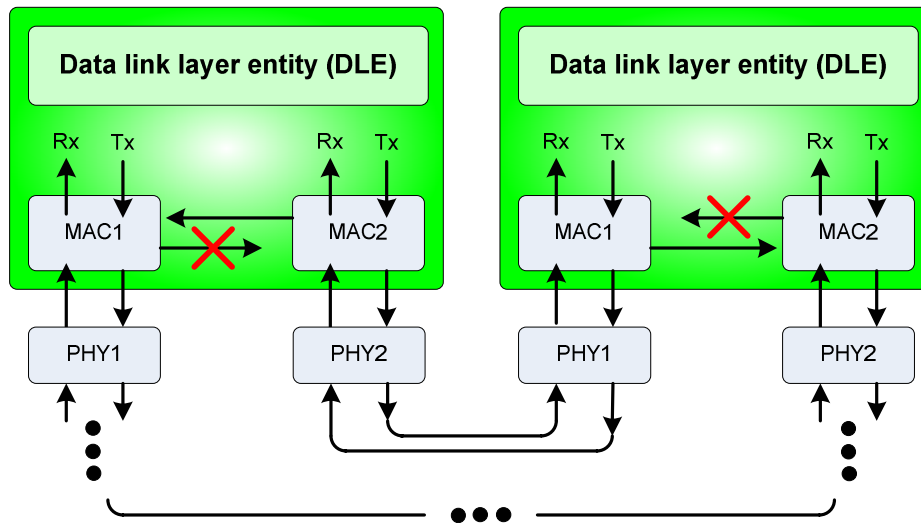 Data link layer entity (DLE)
Data link layer entity (DLE)
Rx
Tx
Rx
Tx
Rx
Tx
Rx
Tx
MAC1
MAC2
MAC1
MAC2
PHY1
PHY2
PHY1
PHY2